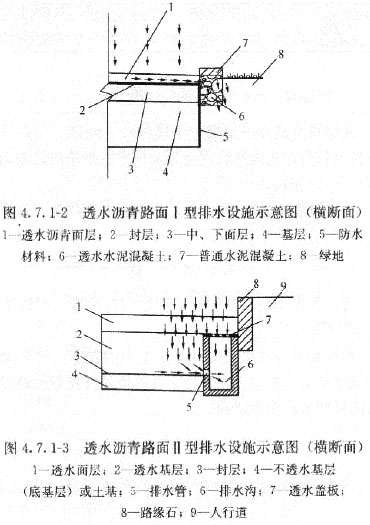 1
7
8
2
6
3
4
5
图 4.7.1-2 透水沥青路面Ⅰ型排水设施示意图(横断面)
1—透水沥青面层;2—封层;3—中、下面层;4—基层;5—防水
材料;6—透水水泥混凝土;7—普通水泥混凝土;8—绿地
8
9
1
7
2
3
4
5
6
图 4.7.1-3 透水沥青路面Ⅱ型排水设施示意图(横断面)
1—透水面层;2—透水基层;3—封层;4—不透水基层
(底基层)或土基;5—排水管;6—排水沟;7—透水盖板;
8—路缘石;9—人行道